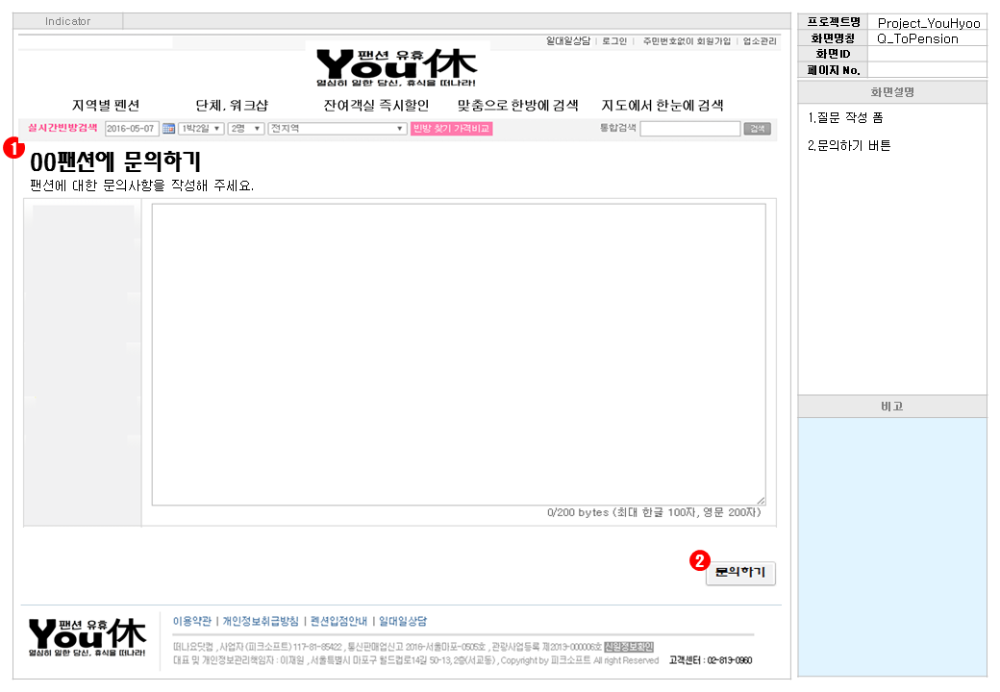 Indicator
일대일상담 | 로그인 | 주민번호없이 회원가입 | 업소관리
You休 팬션 유휴
열심히 일한 당신, 휴식을 떠나라!
지역별 팬션 단체, 워크샵 잔여객실 즉시할인 맞춤으로 한방에 검색 지도에서 한눈에 검색
실시간빈방검색 2016-05-07 1박2일 2명 전지역 빈방 찾기 가격비교 통합검색 검색
1
00팬션에 문의하기
팬션에 대한 문의사항을 작성해 주세요.
0/200 bytes (최대 한글 100자, 영문 200자)
2
문의하기
You休 팬션 유휴
열심히 일한 당신, 휴식을 떠나라!
이용약관 | 개인정보취급방침 | 펜션입점안내 | 일대일상담
떠나요닷컴 , 사업자 (피크소프트) 117-81-85422 , 통신판매업신고 2016-서울마포-0505호 , 관광사업등록 제2013-000006호 신원정보확인
대표 및 개인정보관리책임자 : 이재일 , 서울특별시 마포구 월드컵로14길 50-13, 2층(서교동) , Copyright by 피크소프트 All right Reserved 고객센터 : 02-813-0960
프로젝트명 Project_YouHyoo
화면명칭 Q_ToPension
화면ID
페이지 No.
화면설명
1.질문 작성 폼
2.문의하기 버튼
비고